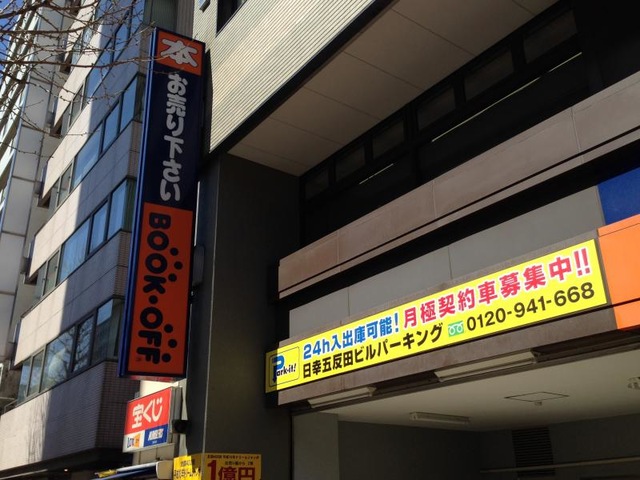 本
お売り下さい
BOOK·OFF
Park-it!
24h入出庫可能!月極契約車募集中!!
日幸五反田ビルパーキング 0120-941-668
宝くじ
1億円